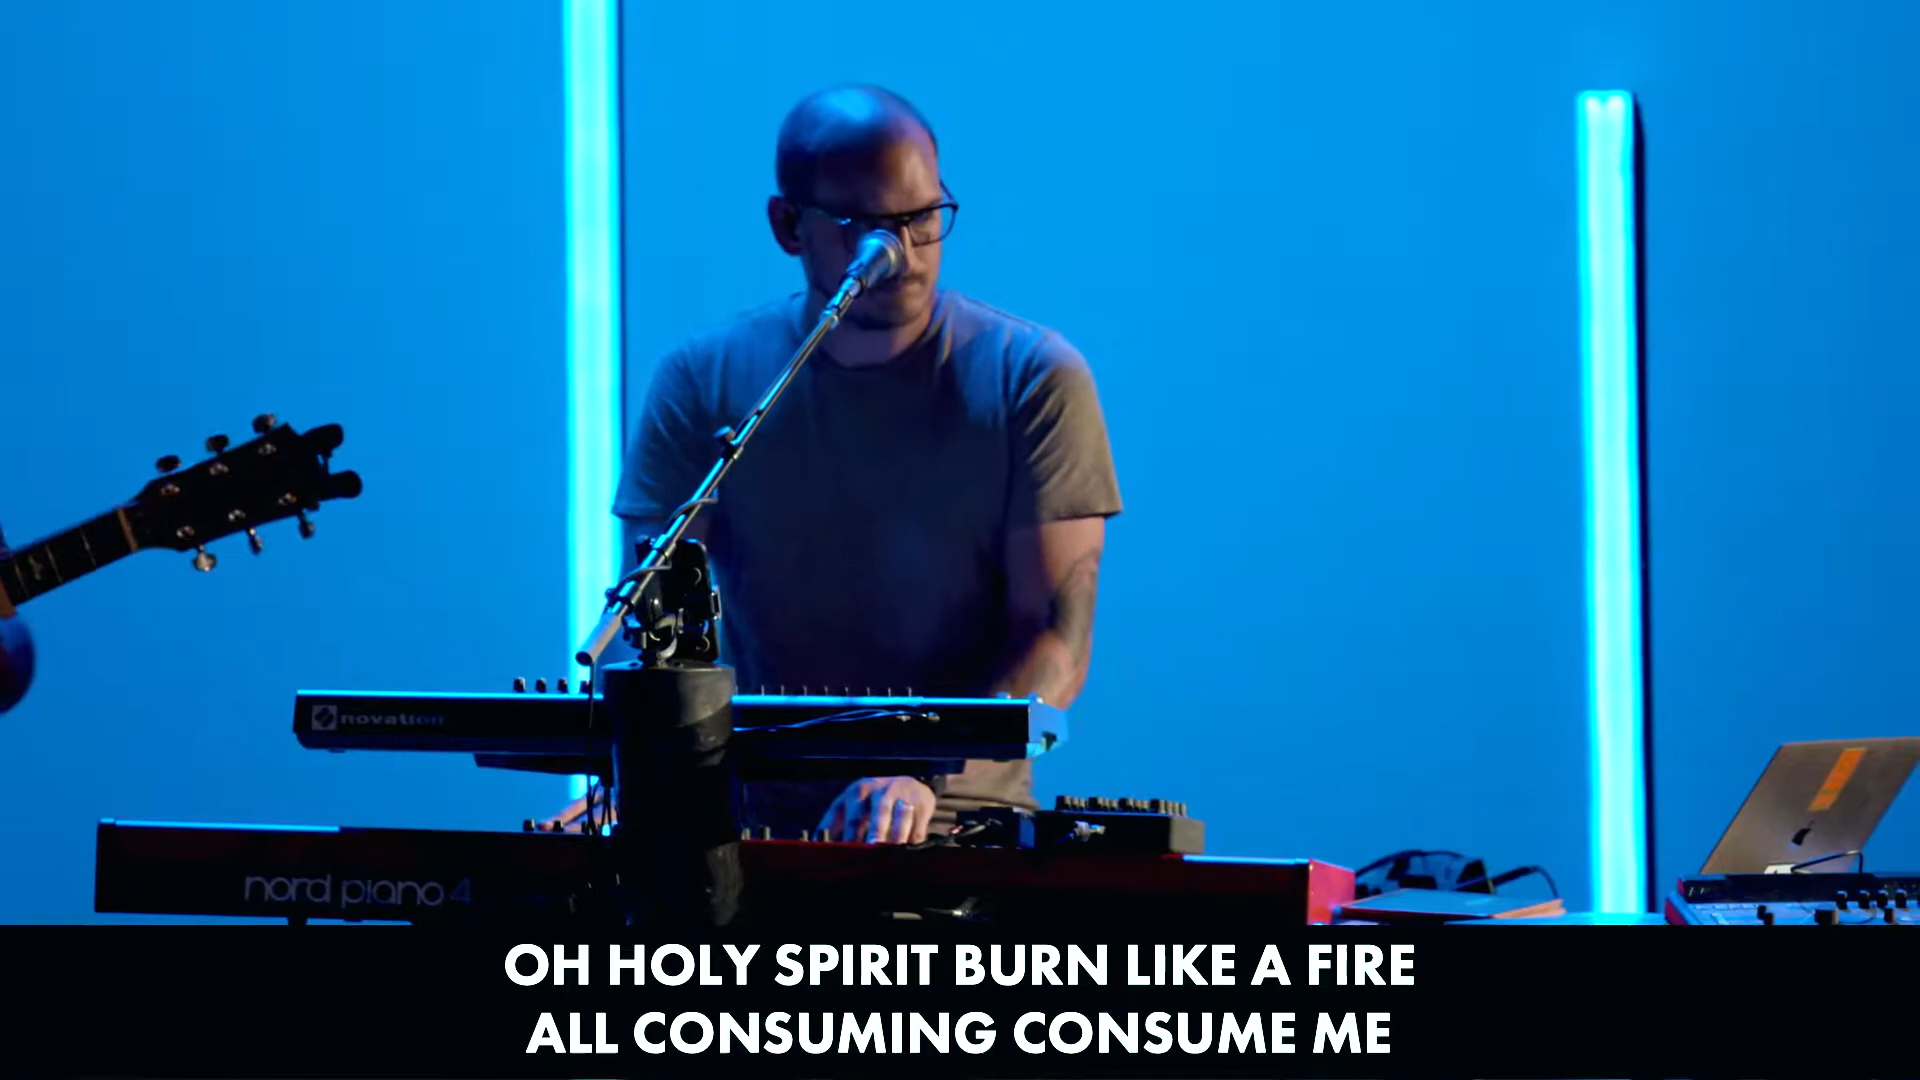 novation
nord piano 4
OH HOLY SPIRIT BURN LIKE A FIRE
ALL CONSUMING CONSUME ME